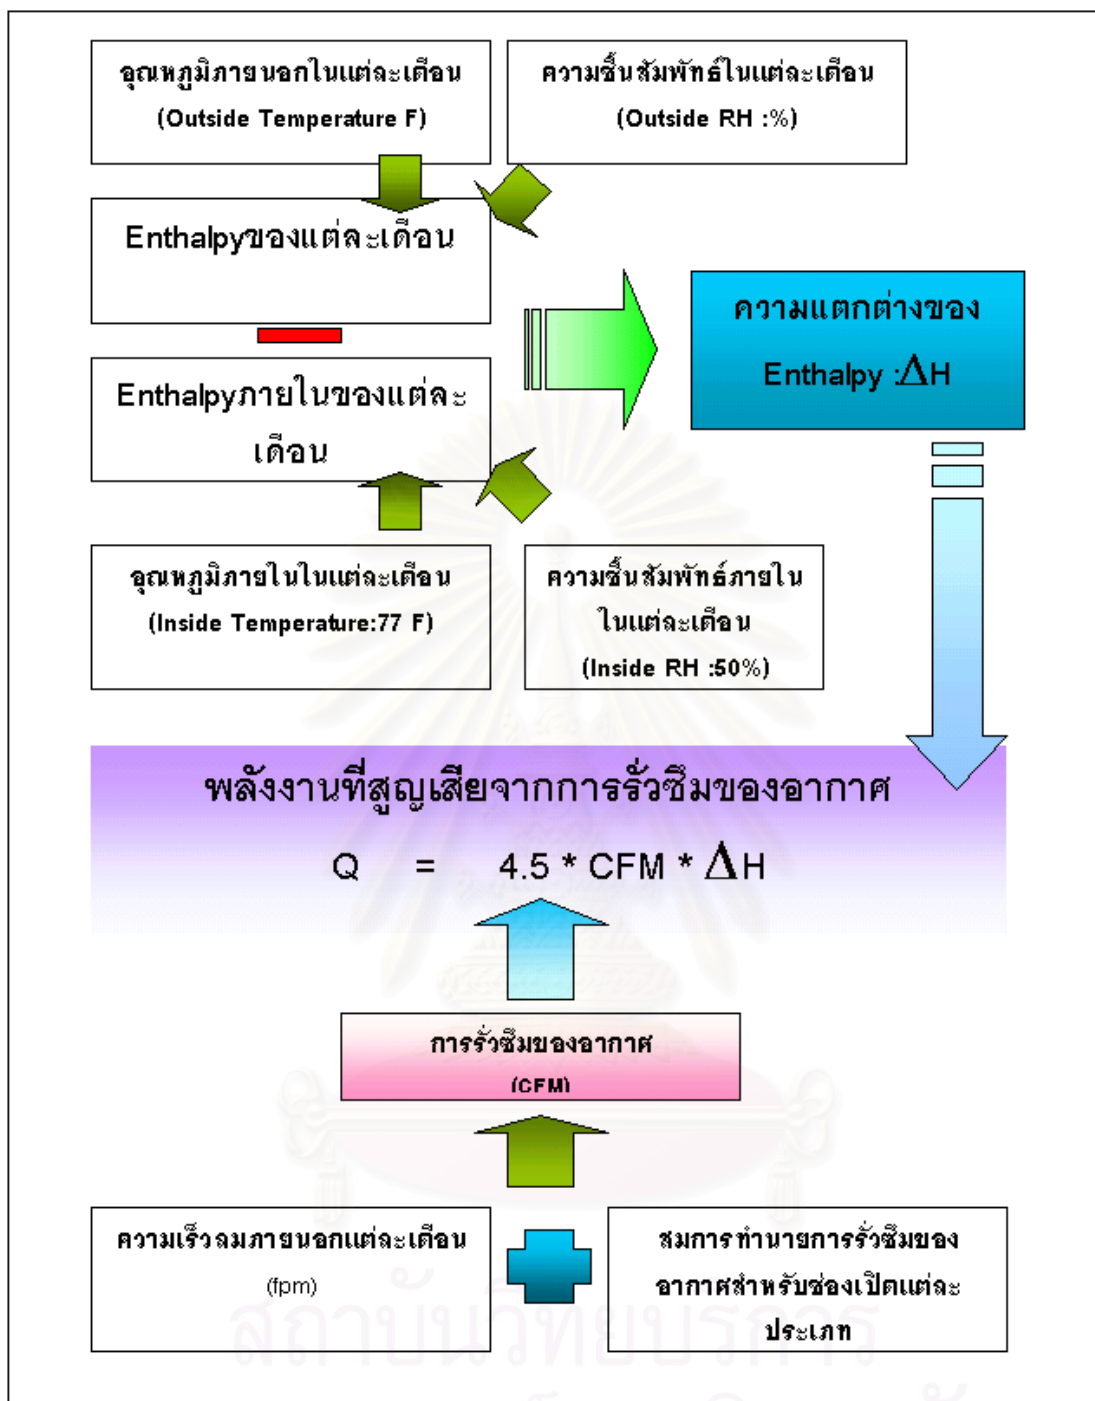 อุณหภูมิภายนอกในแต่ละเดือน
(Outside Temperature F)
ความชื้นสัมพัทธ์ในแต่ละเดือน
(Outside RH :%)
Enthalpyของแต่ละเดือน
Enthalpyภายในของแต่ละ
เดือน
ความแตกต่างของ
Enthalpy :ΔH
อุณหภูมิภายในในแต่ละเดือน
(Inside Temperature:77 F)
ความชื้นสัมพัทธ์ภายใน
ในแต่ละเดือน
(Inside RH :50%)
พลังงานที่สูญเสียจากการรั่วซึมของอากาศ
Q = 4.5 * CFM * ΔH
การรั่วซึมของอากาศ
(CFM)
ความเร็วลมภายนอกแต่ละเดือน
(fpm)
สมการทำนายการรั่วซึมของ
อากาศสำหรับช่องเปิดแต่ละ
ประเภท
สถาบันวิทยบริการ